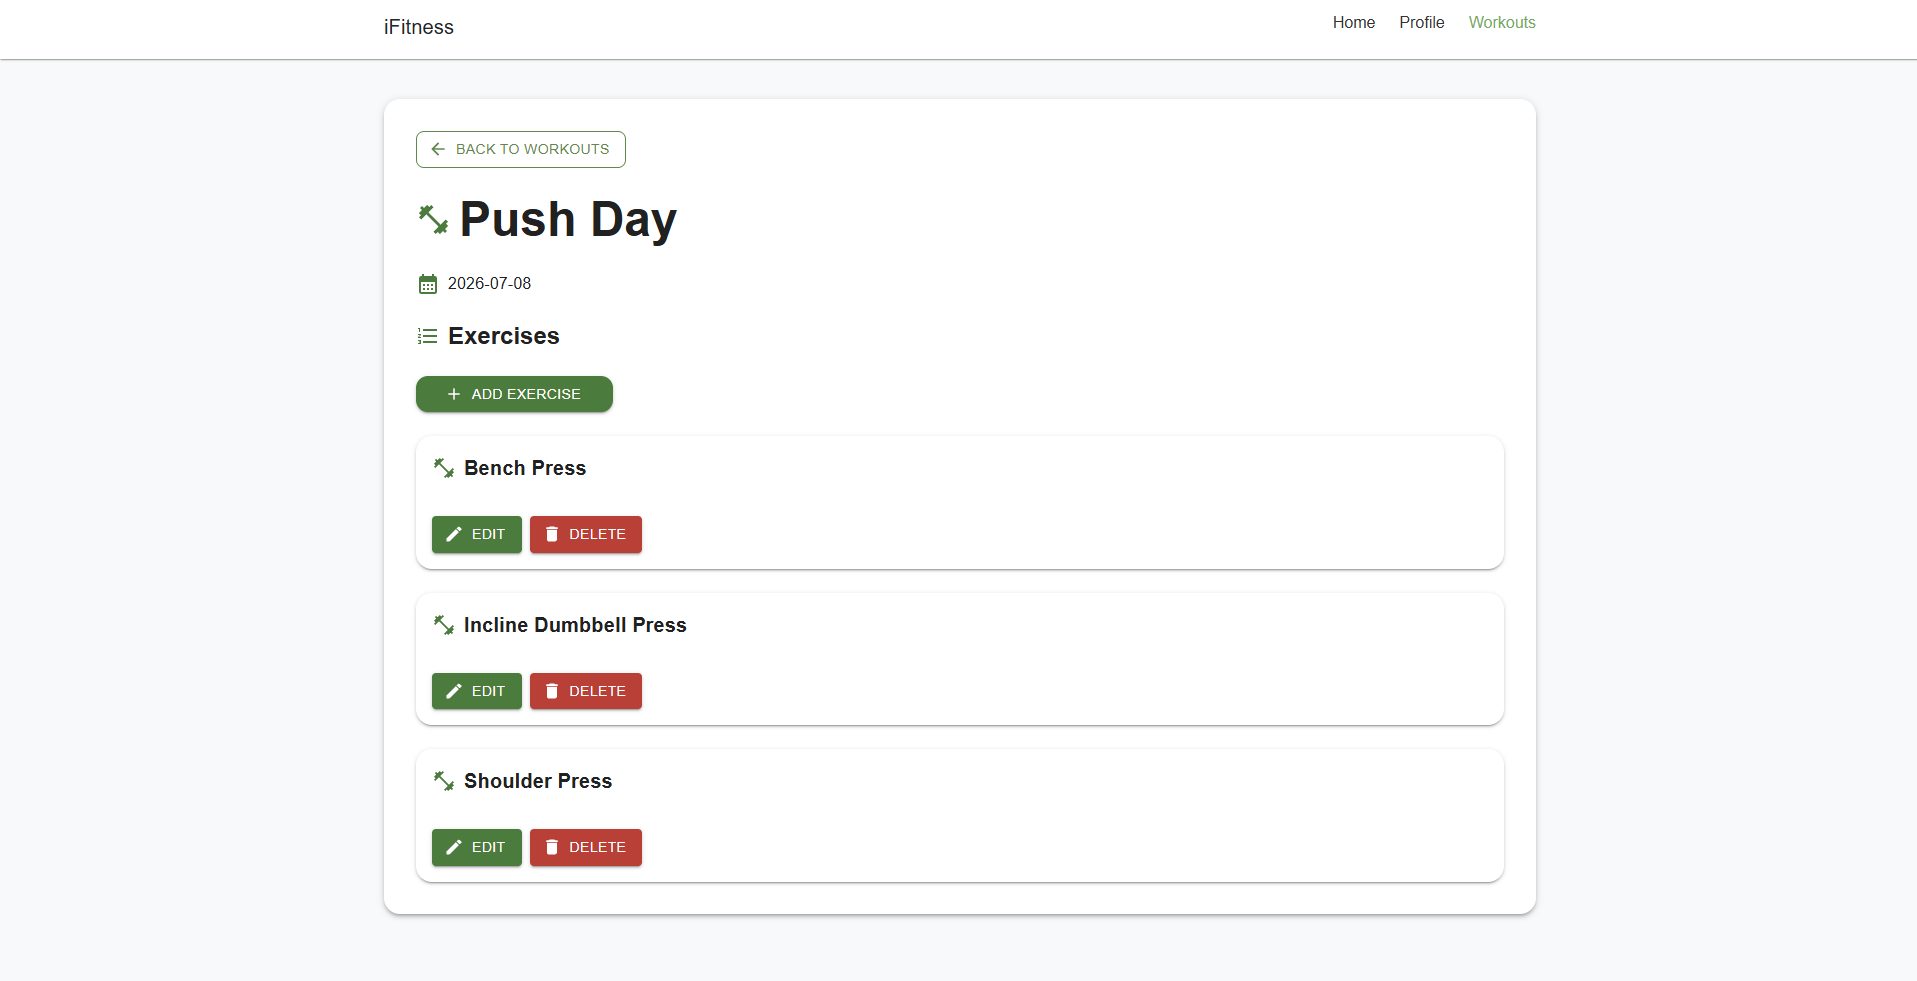 iFitness
Home Profile Workouts
BACK TO WORKOUTS
Push Day
2026-07-08
Exercises
ADD EXERCISE
Bench Press
EDIT DELETE
Incline Dumbbell Press
EDIT DELETE
Shoulder Press
EDIT DELETE